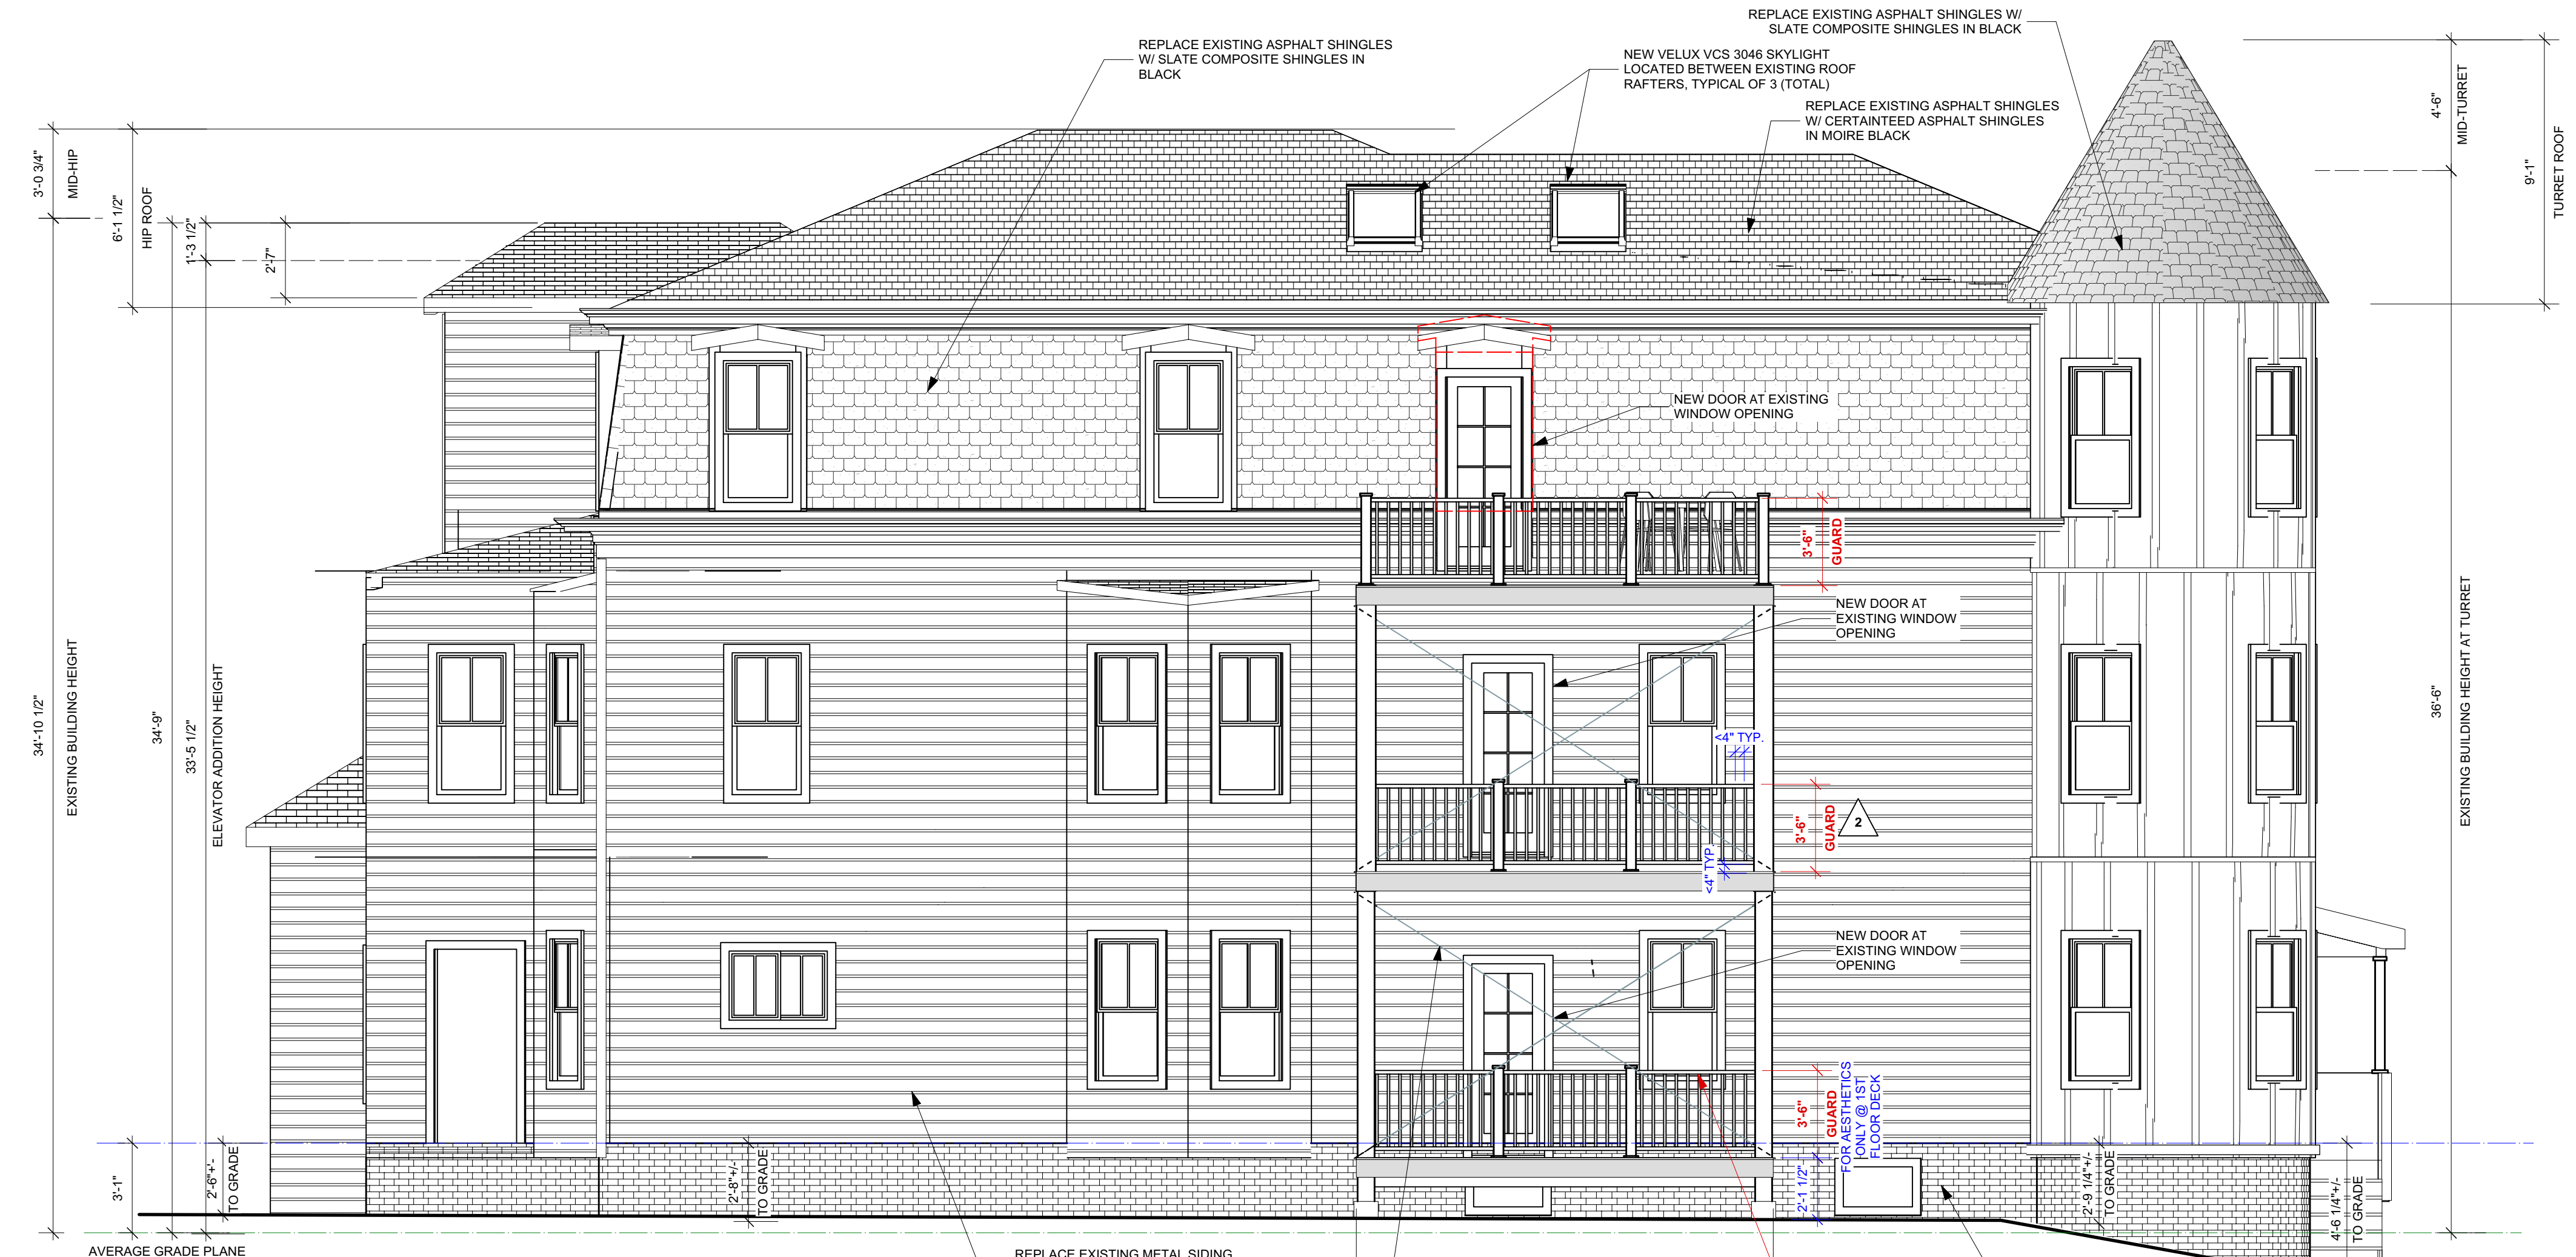 REPLACE EXISTING ASPHALT SHINGLES W/
SLATE COMPOSITE SHINGLES IN BLACK
REPLACE EXISTING ASPHALT SHINGLES
W/ SLATE COMPOSITE SHINGLES IN
BLACK
NEW VELUX VCS 3046 SKYLIGHT
LOCATED BETWEEN EXISTING ROOF
RAFTERS, TYPICAL OF 3 (TOTAL)
REPLACE EXISTING ASPHALT SHINGLES
W/ CERTAINTEED ASPHALT SHINGLES
IN MOIRE BLACK
3'-0 3/4"
MID-HIP
6'-1 1/2"
HIP ROOF
1'-3 1/2"
2'-7"
4'-6"
MID-TURRET
9'-1"
TURRET ROOF
NEW DOOR AT EXISTING
WINDOW OPENING
3'-6"
GUARD
NEW DOOR AT
EXISTING WINDOW
OPENING
34'-10 1/2"
EXISTING BUILDING HEIGHT
34'-9"
33'-5 1/2"
ELEVATOR ADDITION HEIGHT
<4" TYP.
3'-6"
GUARD
2
<4" TYP.
36'-6"
EXISTING BUILDING HEIGHT AT TURRET
NEW DOOR AT
EXISTING WINDOW
OPENING
3'-6"
GUARD
FOR AESTHETICS
ONLY @ 1ST
FLOOR DECK
3'-1"
2'-6"+'-
TO GRADE
2'-8"+/-
TO GRADE
2'-1 1/2"
2'-9 1/4"+/-
TO GRADE
4'-6 1/4"+/-
TO GRADE
AVERAGE GRADE PLANE
REPLACE EXISTING METAL SIDING